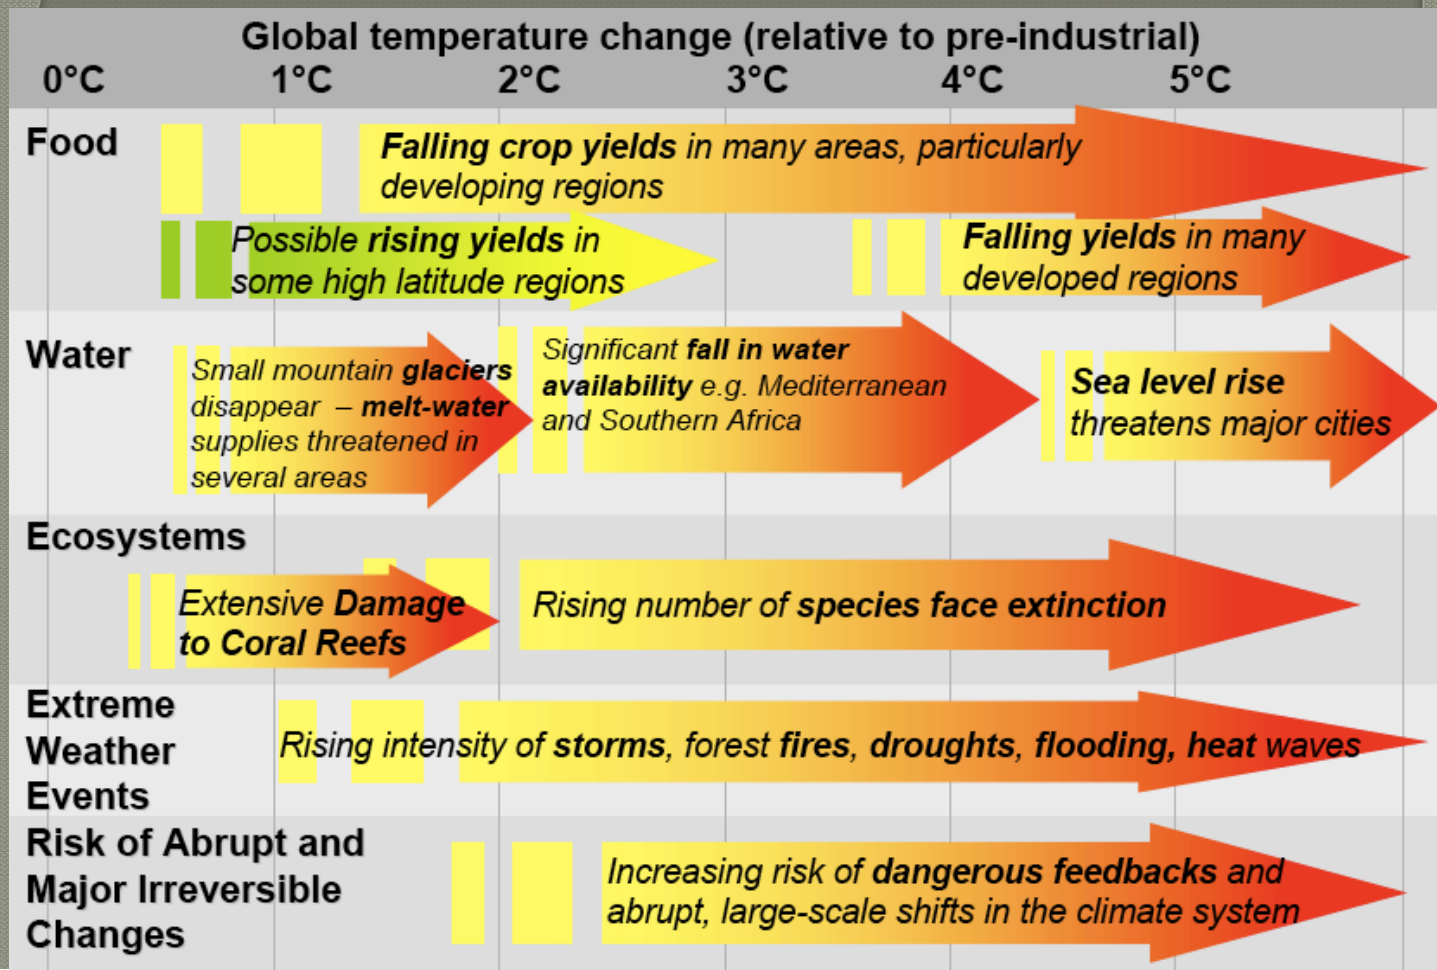 Global temperature change (relative to pre-industrial)
0°C 1°C 2°C 3°C 4°C 5°C
Food
Falling crop yields in many areas, particularly
developing regions
Possible rising yields in
some high latitude regions
Falling yields in many
developed regions
Water
Small mountain glaciers
disappear – melt-water
supplies threatened in
several areas
Significant fall in water
availability e.g. Mediterranean
and Southern Africa
Sea level rise
threatens major cities
Ecosystems
Extensive Damage
to Coral Reefs
Rising number of species face extinction
Extreme
Weather
Events
Rising intensity of storms, forest fires, droughts, flooding, heat waves
Risk of Abrupt and
Major Irreversible
Changes
Increasing risk of dangerous feedbacks and
abrupt, large-scale shifts in the climate system